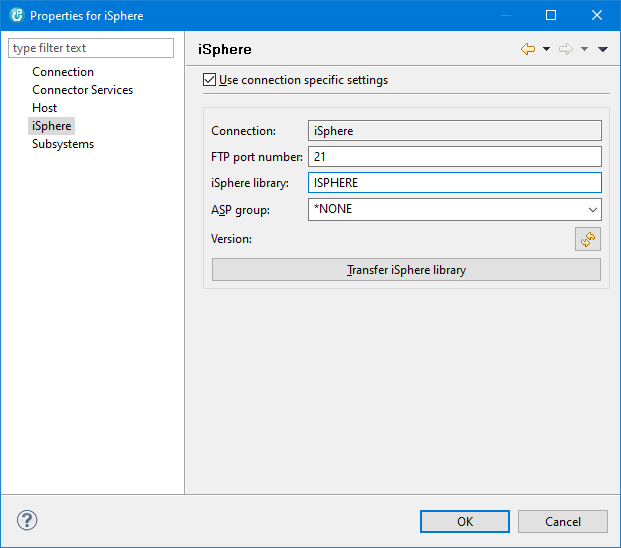 Properties for iSphere
type filter text
Connection
Connector Services
Host
iSphere
Subsystems
iSphere
Use connection specific settings
Connection: iSphere
FTP port number: 21
iSphere library: ISPHERE
ASP group: *NONE
Version:
Transfer iSphere library
?
OK Cancel